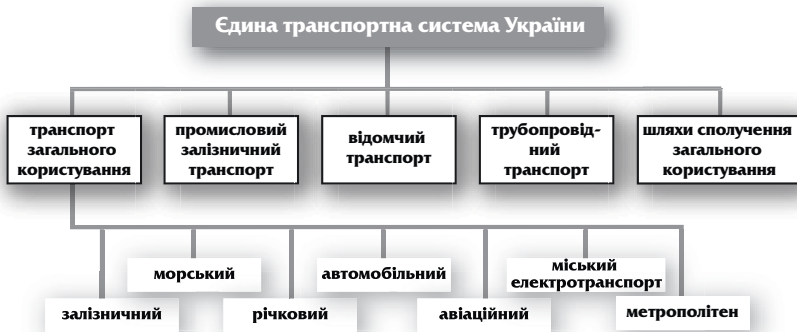 Єдина транспортна система України
транспорт
загального
користування
промисловий
залізничний
транспорт
відомчий
транспорт
трубопровід-
ний
транспорт
шляхи сполучення
загального
користування
залізничний
морський
річковий
автомобільний
авіаційний
міський
електротранспорт
метрополітен